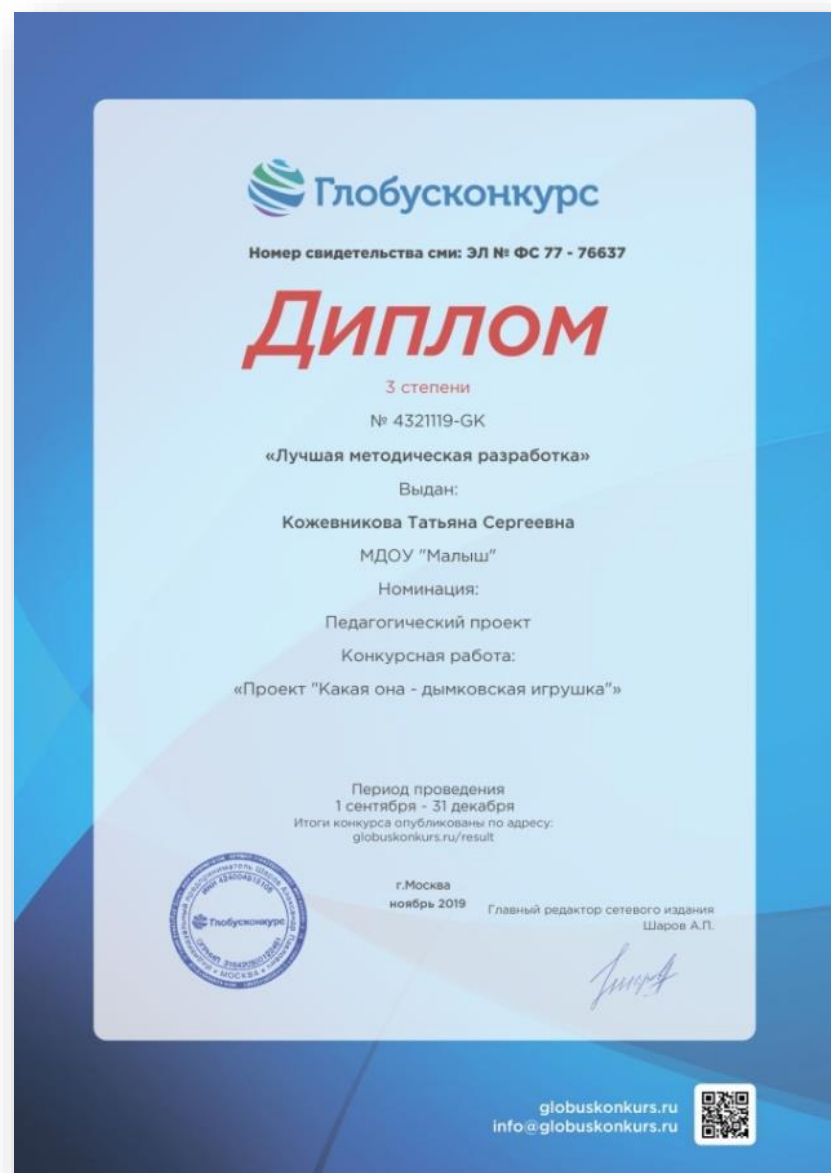 Глобусконкурс
Номер свидетельства сми: ЭЛ № ФС 77 - 76637
Диплом
3 степени
№ 4321119-GK
«Лучшая методическая разработка»
Выдан:
Кожевникова Татьяна Сергеевна
МДОУ "Малыш"
Номинация:
Педагогический проект
Конкурсная работа:
«Проект "Какая она - дымковская игрушка"»
Период проведения
1 сентября - 31 декабря
Итоги конкурса опубликованы по адресу:
globuskonkurs.ru/result
г.Москва
ноябрь 2019
Главный редактор сетевого издания
Шаров А.П.
Глобусконкурс
• МОСКВА •
globuskonkurs.ru
info@globuskonkurs.ru